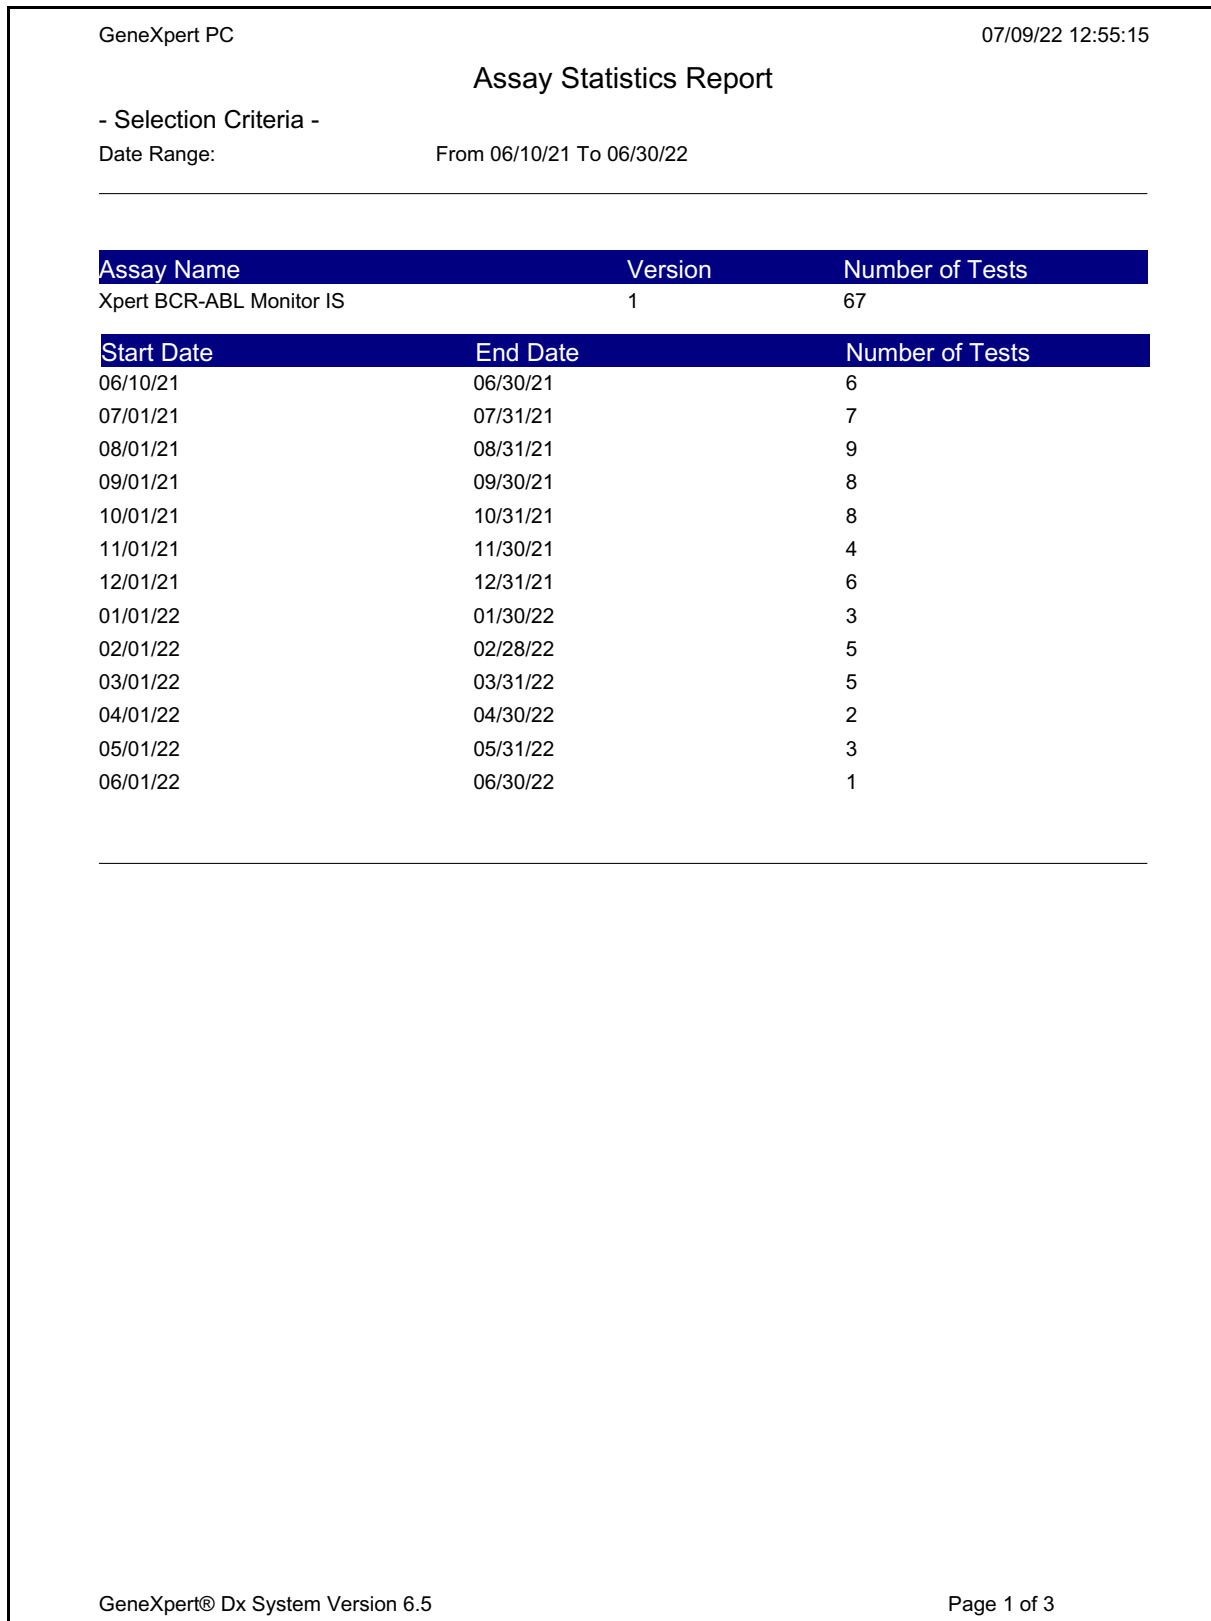 GeneXpert PC 07/09/22 12:55:15
Assay Statistics Report
- Selection Criteria -
Date Range: From 06/10/21 To 06/30/22
Assay Name Version Number of Tests
Xpert BCR-ABL Monitor IS 1 67
Start Date End Date Number of Tests
06/10/21 06/30/21 6
07/01/21 07/31/21 7
08/01/21 08/31/21 9
09/01/21 09/30/21 8
10/01/21 10/31/21 8
11/01/21 11/30/21 4
12/01/21 12/31/21 6
01/01/22 01/30/22 3
02/01/22 02/28/22 5
03/01/22 03/31/22 5
04/01/22 04/30/22 2
05/01/22 05/31/22 3
06/01/22 06/30/22 1
GeneXpert® Dx System Version 6.5 Page 1 of 3